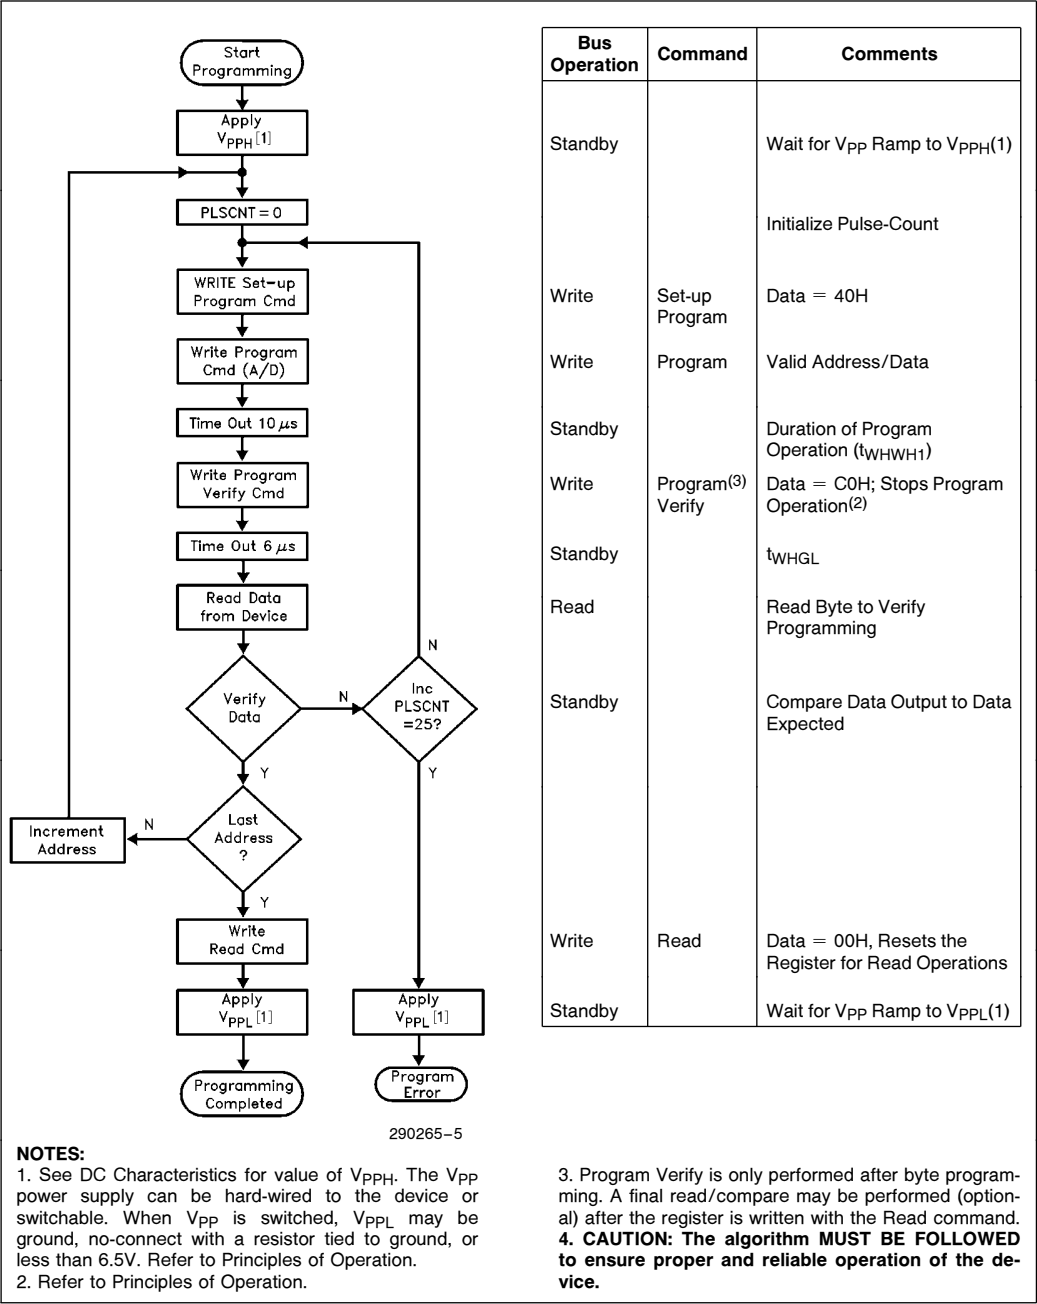 Start
Programming
Apply
VPPH [1]
PLSCNT = 0
WRITE Set-up
Program Cmd
Write Program
Cmd (A/D)
Time Out 10 μs
Write Program
Verify Cmd
Time Out 6 μs
Read Data
from Device
Verify
Data
N
Inc
PLSCNT
=25?
N
Y
Y
Last
Address
?
N
Increment
Address
Y
Write
Read Cmd
Apply
VPPL [1]
Apply
VPPL [1]
Programming
Completed
Program
Error
290265–5
Bus
Operation
Command
Comments
Standby
Wait for VPP Ramp to VPPH(1)
Initialize Pulse-Count
Write
Set-up
Program
Data = 40H
Write
Program
Valid Address/Data
Standby
Duration of Program
Operation (tWHWH1)
Write
Program(3)
Verify
Data = C0H; Stops Program
Operation(2)
Standby
tWHGL
Read
Read Byte to Verify
Programming
Standby
Compare Data Output to Data
Expected
Write
Read
Data = 00H, Resets the
Register for Read Operations
Standby
Wait for VPP Ramp to VPPL(1)
NOTES:
1. See DC Characteristics for value of VPPH. The VPP
power supply can be hard-wired to the device or
switchable. When VPP is switched, VPPL may be
ground, no-connect with a resistor tied to ground, or
less than 6.5V. Refer to Principles of Operation.
2. Refer to Principles of Operation.
3. Program Verify is only performed after byte program-
ming. A final read/compare may be performed (option-
al) after the register is written with the Read command.
4. CAUTION: The algorithm MUST BE FOLLOWED
to ensure proper and reliable operation of the de-
vice.